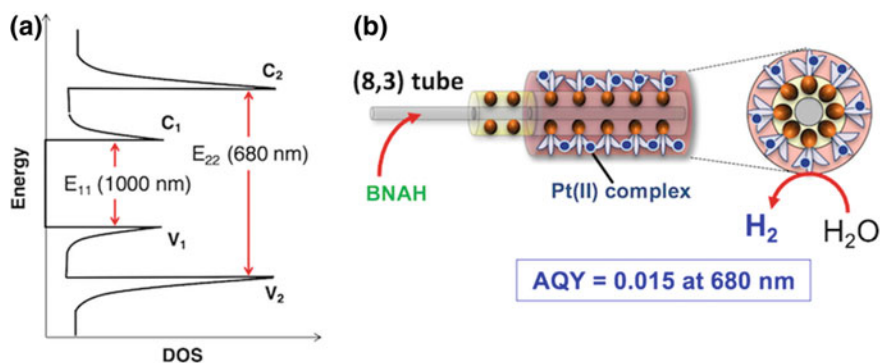 (a)
Energy
C₂
C₁
E₁₁ (1000 nm)
E₂₂ (680 nm)
V₁
V₂
DOS
(b)
(8,3) tube
BNAH
Pt(II) complex
H₂
H₂O
AQY = 0.015 at 680 nm